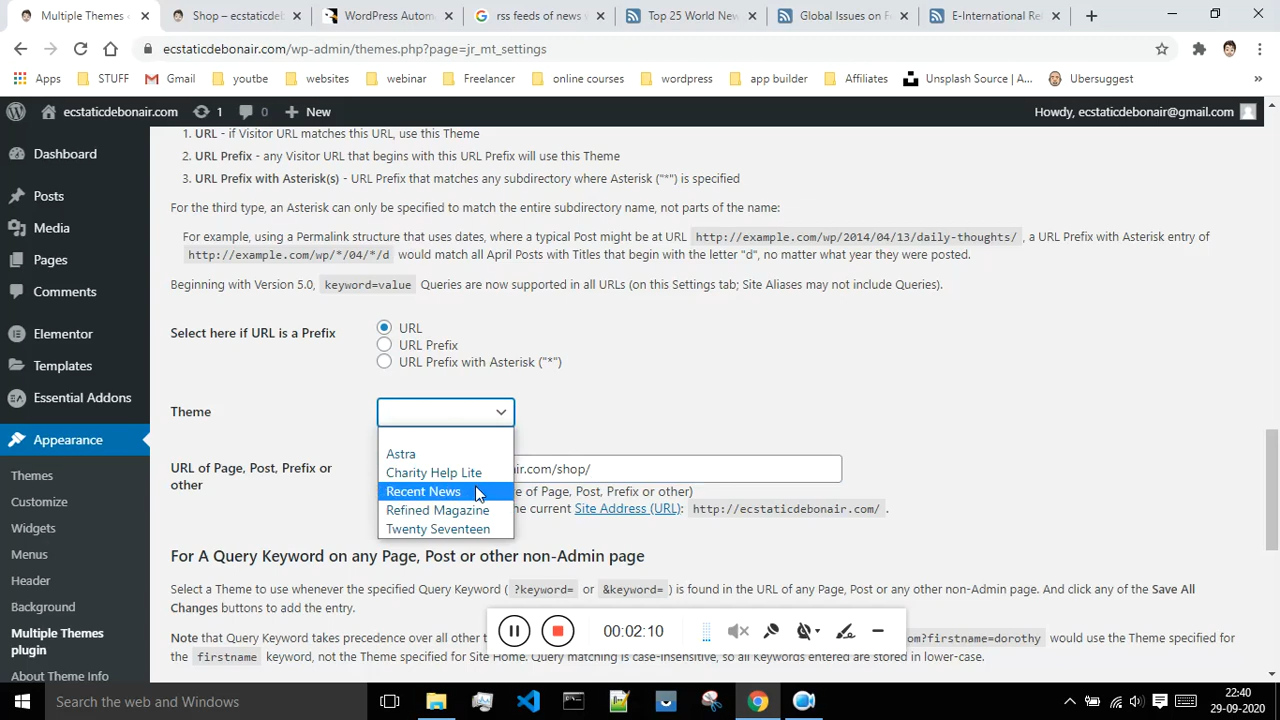 Multiple Themes
Shop – ecstaticdebonair
WordPress Autom
rss feeds of news
Top 25 World New
Global Issues on F
E-International Re
ecstaticdebonair.com/wp-admin/themes.php?page=jr_mt_settings
Apps
STUFF
Gmail
youtbe
websites
webinar
Freelancer
online courses
wordpress
app builder
Affiliates
Unsplash Source | A...
Ubersuggest
»
ecstaticdebonair.com
1
0
New
Howdy, ecstaticdebonair@gmail.com
Dashboard
Posts
Media
Pages
Comments
Elementor
Templates
Essential Addons
Appearance
Themes
Customize
Widgets
Menus
Header
Background
Multiple Themes
plugin
About Theme Info
1. URL - if Visitor URL matches this URL, use this Theme
2. URL Prefix - any Visitor URL that begins with this URL Prefix will use this Theme
3. URL Prefix with Asterisk(s) - URL Prefix that matches any subdirectory where Asterisk ("*") is specified
For the third type, an Asterisk can only be specified to match the entire subdirectory name, not parts of the name:
For example, using a Permalink structure that uses dates, where a typical Post might be at URL http://example.com/wp/2014/04/13/daily-thoughts/ , a URL Prefix with Asterisk entry of
http://example.com/wp/*/04/*/d would match all April Posts with Titles that begin with the letter "d", no matter what year they were posted.
Beginning with Version 5.0, keyword=value Queries are now supported in all URLs (on this Settings tab; Site Aliases may not include Queries).
Select here if URL is a Prefix
URL
URL Prefix
URL Prefix with Asterisk ("*")
Theme
Astra
Charity Help Lite
Recent News
Refined Magazine
Twenty Seventeen
URL of Page, Post, Prefix or
other
ir.com/shop/
e of Page, Post, Prefix or other)
the current Site Address (URL): http://ecstaticdebonair.com/ .
For A Query Keyword on any Page, Post or other non-Admin page
Select a Theme to use whenever the specified Query Keyword ( ?keyword= or &keyword= ) is found in the URL of any Page, Post or any other non-Admin page. And click any of the Save All
Changes buttons to add the entry.
Note that Query Keyword takes precedence over all other t
om?firstname=dorothy would use the Theme specified for
the firstname keyword, not the Theme specified for Site Home. Query matching is case-insensitive, so all Keywords entered are stored in lower-case.
00:02:10
Search the web and Windows
22:40
29-09-2020